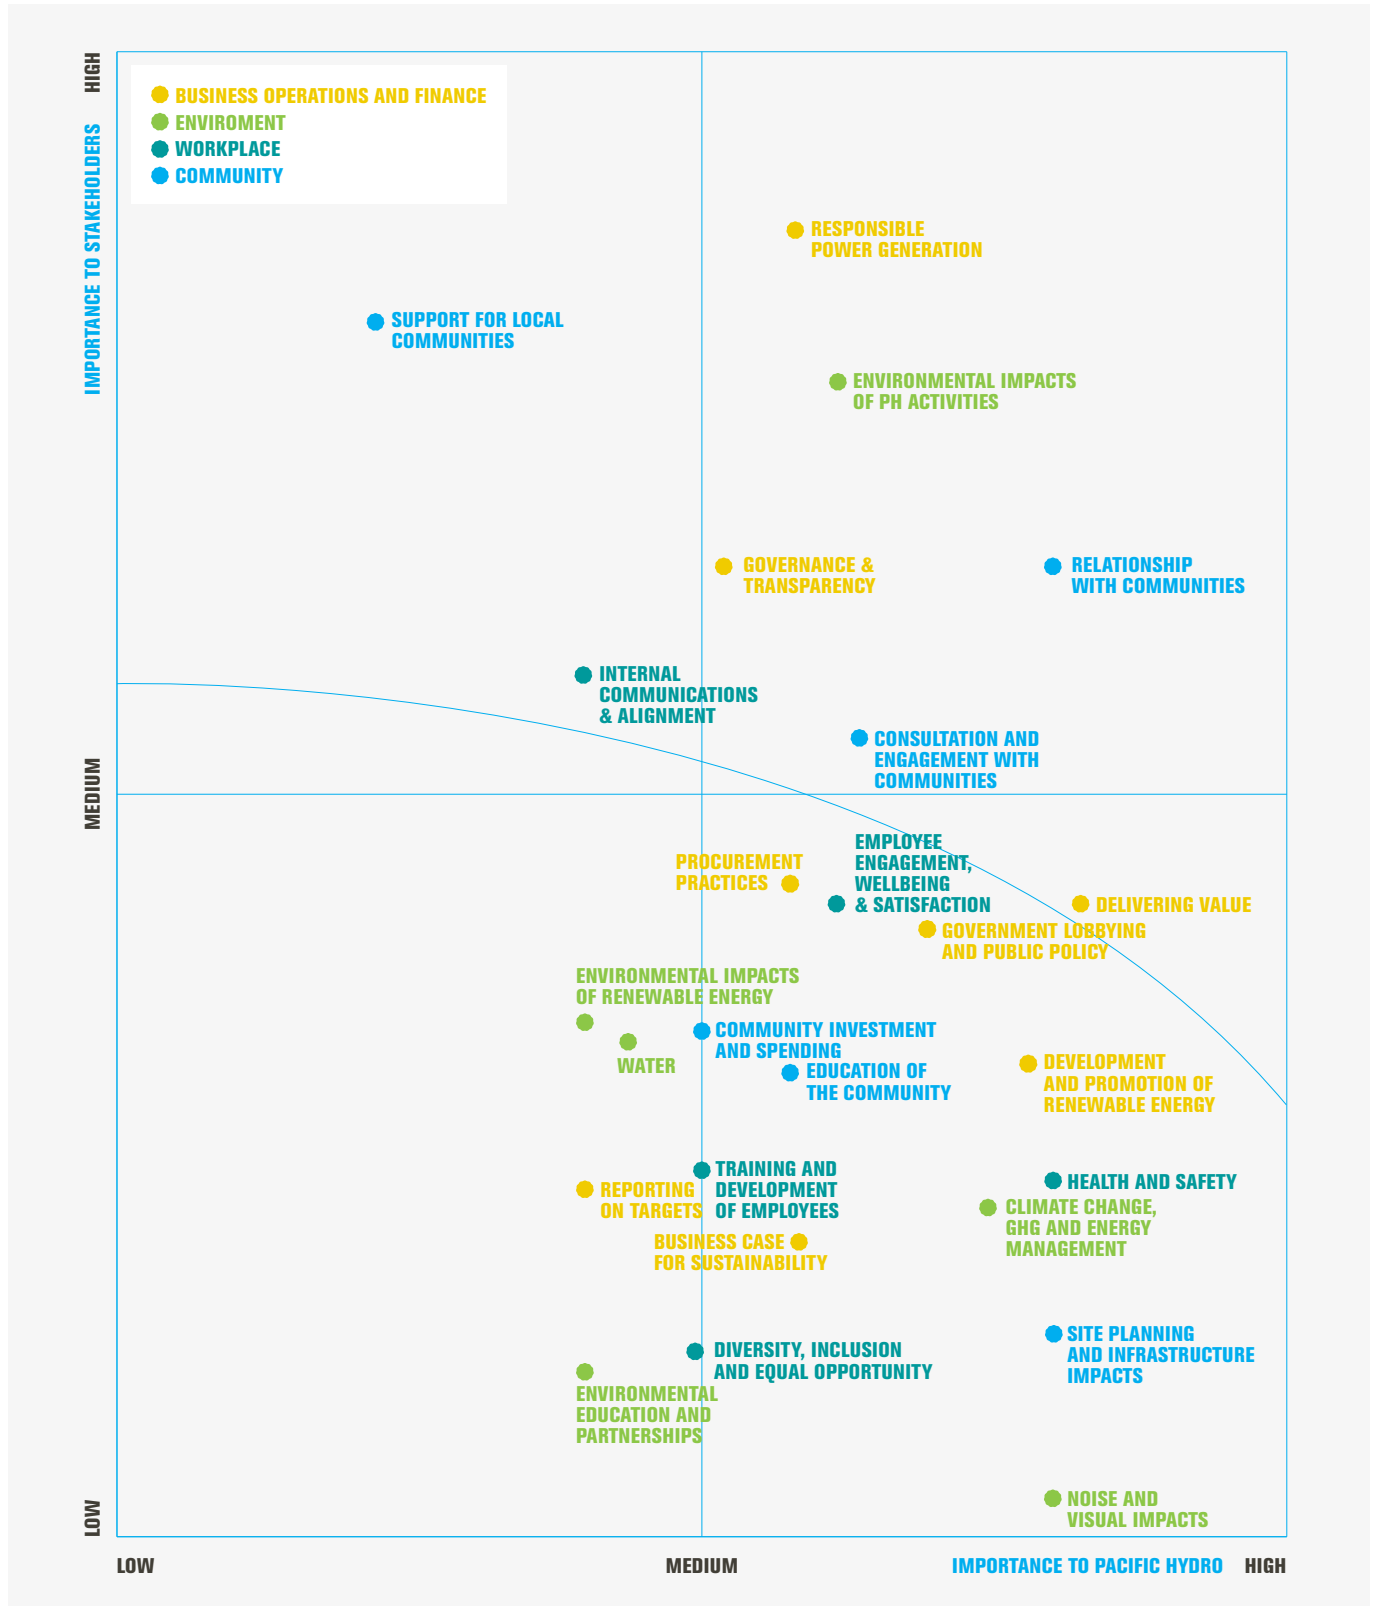 HIGH
IMPORTANCE TO STAKEHOLDERS
BUSINESS OPERATIONS AND FINANCE
ENVIROMENT
WORKPLACE
COMMUNITY
RESPONSIBLE
POWER GENERATION
SUPPORT FOR LOCAL
COMMUNITIES
ENVIRONMENTAL IMPACTS
OF PH ACTIVITIES
GOVERNANCE &
TRANSPARENCY
RELATIONSHIP
WITH COMMUNITIES
INTERNAL
COMMUNICATIONS
& ALIGNMENT
CONSULTATION AND
ENGAGEMENT WITH
COMMUNITIES
MEDIUM
PROCUREMENT
PRACTICES
EMPLOYEE
ENGAGEMENT,
WELLBEING
& SATISFACTION
DELIVERING VALUE
GOVERNMENT LOBBYING
AND PUBLIC POLICY
ENVIRONMENTAL IMPACTS
OF RENEWABLE ENERGY
WATER
COMMUNITY INVESTMENT
AND SPENDING
EDUCATION OF
THE COMMUNITY
DEVELOPMENT
AND PROMOTION OF
RENEWABLE ENERGY
REPORTING
ON TARGETS
TRAINING AND
DEVELOPMENT
OF EMPLOYEES
HEALTH AND SAFETY
CLIMATE CHANGE,
GHG AND ENERGY
MANAGEMENT
BUSINESS CASE
FOR SUSTAINABILITY
SITE PLANNING
AND INFRASTRUCTURE
IMPACTS
DIVERSITY, INCLUSION
AND EQUAL OPPORTUNITY
ENVIRONMENTAL
EDUCATION AND
PARTNERSHIPS
NOISE AND
VISUAL IMPACTS
LOW
LOW
MEDIUM
IMPORTANCE TO PACIFIC HYDRO
HIGH